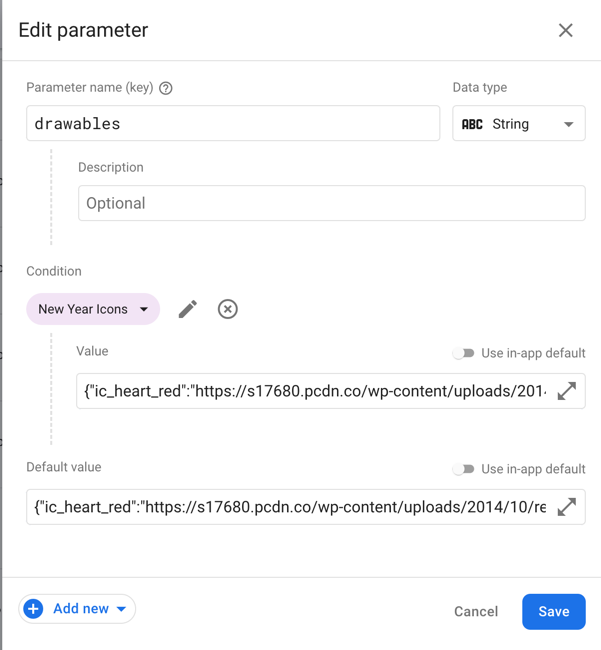 Edit parameter
Parameter name (key)
Data type
drawables
ABC String
Description
Optional
Condition
New Year Icons
Value
Use in-app default
{"ic_heart_red":"https://s17680.pcdn.co/wp-content/uploads/201
Default value
Use in-app default
{"ic_heart_red":"https://s17680.pcdn.co/wp-content/uploads/2014/10/re
Add new
Cancel
Save